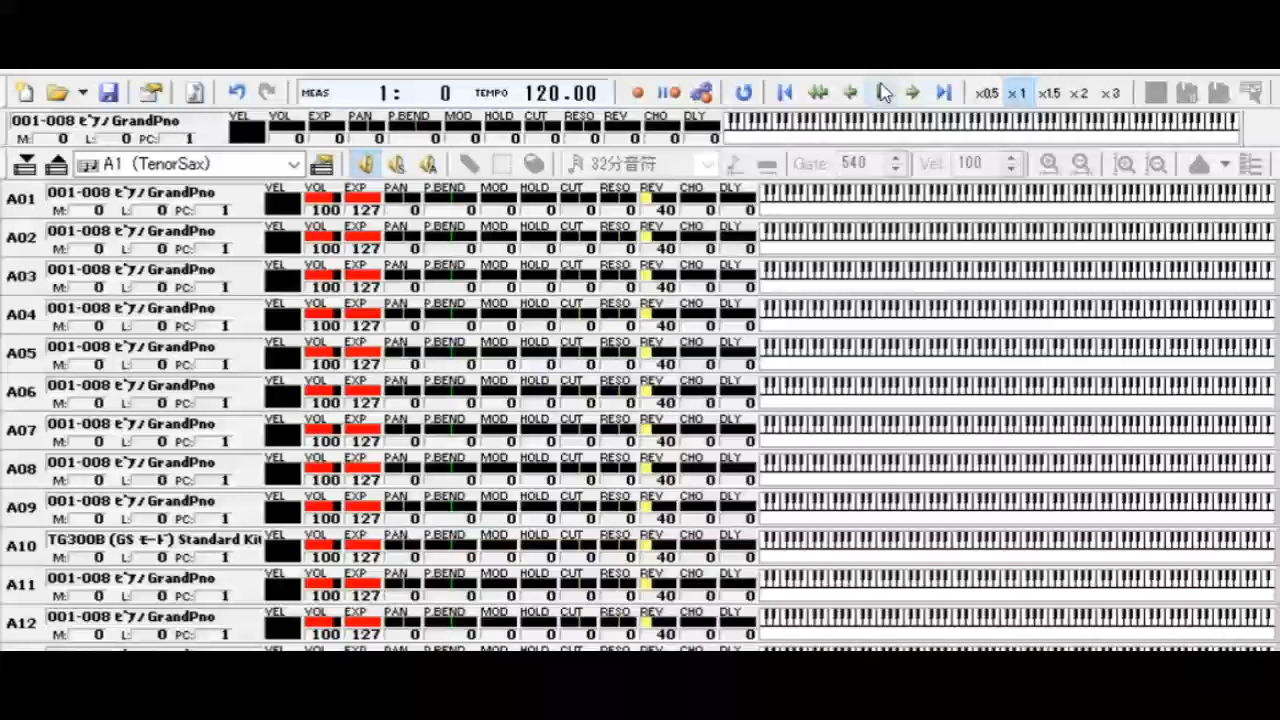 MEAS 1: 0 TEMPO 120.00 x0.5 x1 x1.5 x2 x3
001-008 ﾋﾟｱﾉ GrandPno VEL VOL EXP PAN P.BEND MOD HOLD CUT RESO REV CHO DLY
M: 0 L: 0 PC: 1 0 0 0 0 0 0 0 0 0 0 0
A1 (TenorSax) 32分音符 Gate: 540 Vel: 100
A01 001-008 ﾋﾟｱﾉ GrandPno VEL VOL EXP PAN P.BEND MOD HOLD CUT RESO REV CHO DLY
M: 0 L: 0 PC: 1 100 127 0 0 0 0 0 0 40 0 0
A02 001-008 ﾋﾟｱﾉ GrandPno VEL VOL EXP PAN P.BEND MOD HOLD CUT RESO REV CHO DLY
M: 0 L: 0 PC: 1 100 127 0 0 0 0 0 0 40 0 0
A03 001-008 ﾋﾟｱﾉ GrandPno VEL VOL EXP PAN P.BEND MOD HOLD CUT RESO REV CHO DLY
M: 0 L: 0 PC: 1 100 127 0 0 0 0 0 0 40 0 0
A04 001-008 ﾋﾟｱﾉ GrandPno VEL VOL EXP PAN P.BEND MOD HOLD CUT RESO REV CHO DLY
M: 0 L: 0 PC: 1 100 127 0 0 0 0 0 0 40 0 0
A05 001-008 ﾋﾟｱﾉ GrandPno VEL VOL EXP PAN P.BEND MOD HOLD CUT RESO REV CHO DLY
M: 0 L: 0 PC: 1 100 127 0 0 0 0 0 0 40 0 0
A06 001-008 ﾋﾟｱﾉ GrandPno VEL VOL EXP PAN P.BEND MOD HOLD CUT RESO REV CHO DLY
M: 0 L: 0 PC: 1 100 127 0 0 0 0 0 0 40 0 0
A07 001-008 ﾋﾟｱﾉ GrandPno VEL VOL EXP PAN P.BEND MOD HOLD CUT RESO REV CHO DLY
M: 0 L: 0 PC: 1 100 127 0 0 0 0 0 0 40 0 0
A08 001-008 ﾋﾟｱﾉ GrandPno VEL VOL EXP PAN P.BEND MOD HOLD CUT RESO REV CHO DLY
M: 0 L: 0 PC: 1 100 127 0 0 0 0 0 0 40 0 0
A09 001-008 ﾋﾟｱﾉ GrandPno VEL VOL EXP PAN P.BEND MOD HOLD CUT RESO REV CHO DLY
M: 0 L: 0 PC: 1 100 127 0 0 0 0 0 0 40 0 0
A10 TG300B (GS ﾓｰﾄﾞ) Standard Kit VEL VOL EXP PAN P.BEND MOD HOLD CUT RESO REV CHO DLY
M: 0 L: 0 PC: 1 100 127 0 0 0 0 0 0 40 0 0
A11 001-008 ﾋﾟｱﾉ GrandPno VEL VOL EXP PAN P.BEND MOD HOLD CUT RESO REV CHO DLY
M: 0 L: 0 PC: 1 100 127 0 0 0 0 0 0 40 0 0
A12 001-008 ﾋﾟｱﾉ GrandPno VEL VOL EXP PAN P.BEND MOD HOLD CUT RESO REV CHO DLY
M: 0 L: 0 PC: 1 100 127 0 0 0 0 0 0 40 0 0